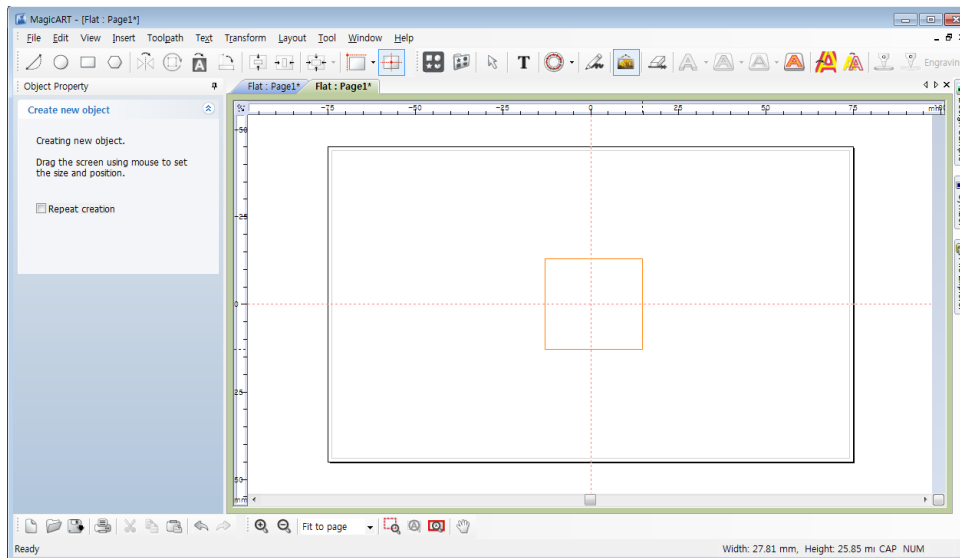 MagicART - [Flat : Page1*]
File Edit View Insert Toolpath Text Transform Layout Tool Window Help
Engravin
Object Property
Flat : Page1* Flat : Page1*
Create new object
Creating new object.
Drag the screen using mouse to set
the size and position.
Repeat creation
-75 -50 -25 0 25 50 75
-50
-25
0
25
50
mm
Fit to page
Ready
Width: 27.81 mm, Height: 25.85 m CAP NUM